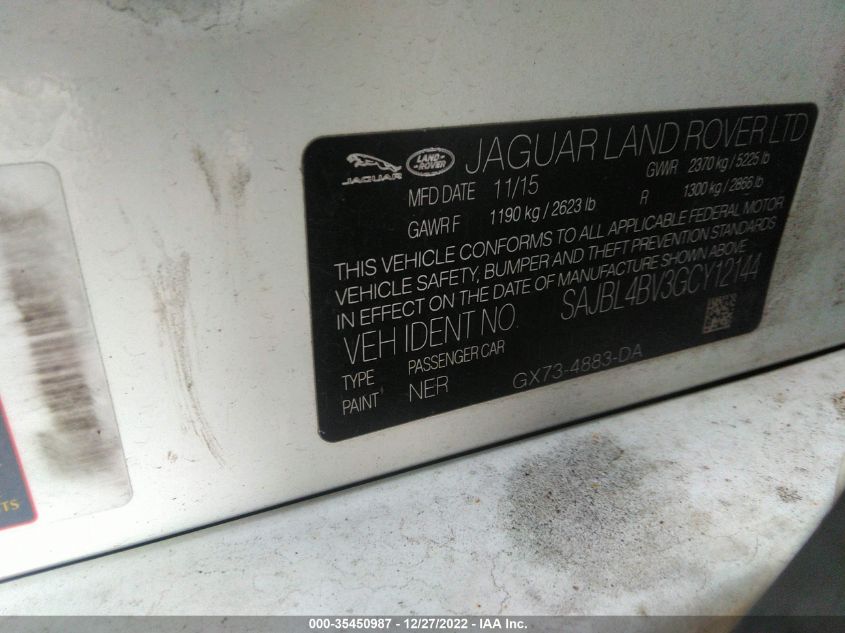 JAGUAR LAND-ROVER JAGUAR LAND ROVER LTD
MFD DATE 11/15 GVWR 2370 kg / 5225 lb
GAWR F 1190 kg / 2623 lb R 1300 kg / 2866 lb
THIS VEHICLE CONFORMS TO ALL APPLICABLE FEDERAL MOTOR
VEHICLE SAFETY, BUMPER AND THEFT PREVENTION STANDARDS
IN EFFECT ON THE DATE OF MANUFACTURE SHOWN ABOVE
VEH IDENT NO. SAJBL4BV3GCY12144
TYPE PASSENGER CAR
PAINT NER GX73-4883-DA
TS
000-35450987 - 12/27/2022 - IAA Inc.